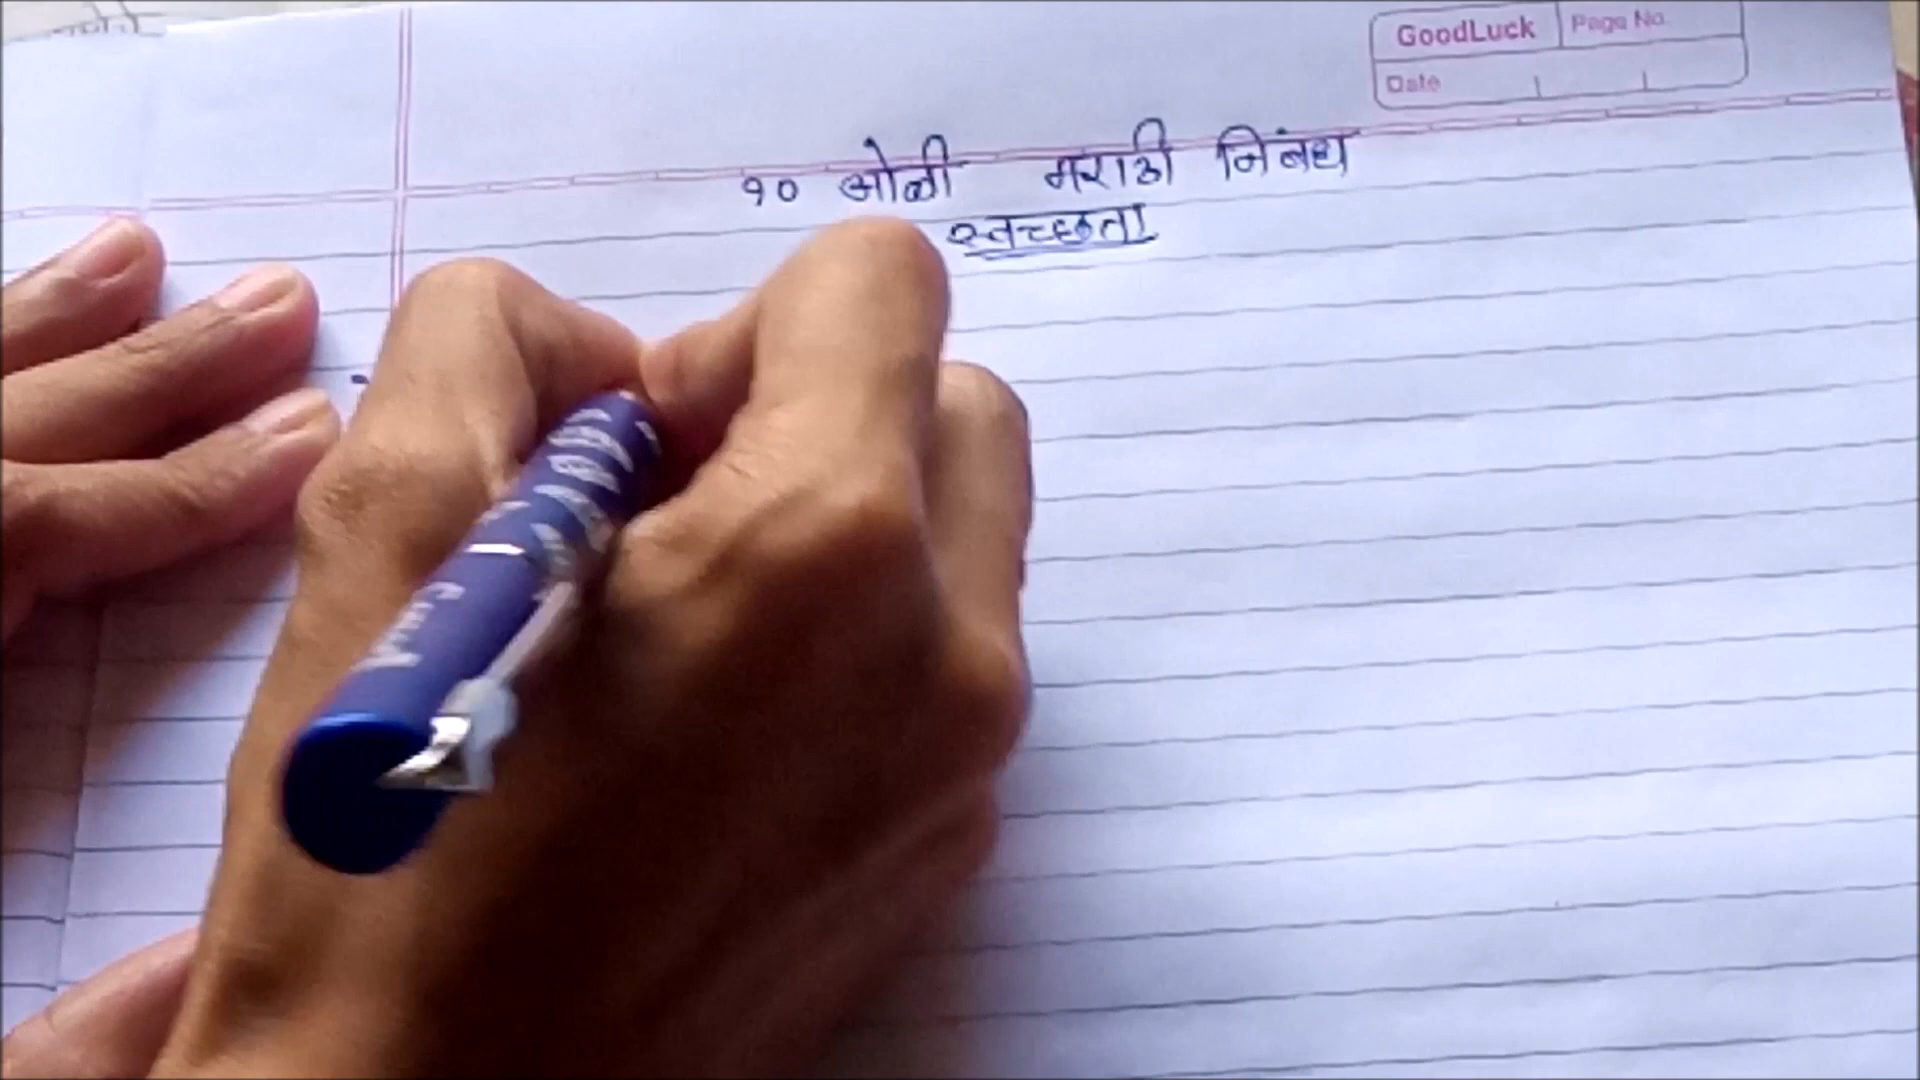 GoodLuck
Page No.
Date
१० ओळी मराठी निबंध
स्वच्छता